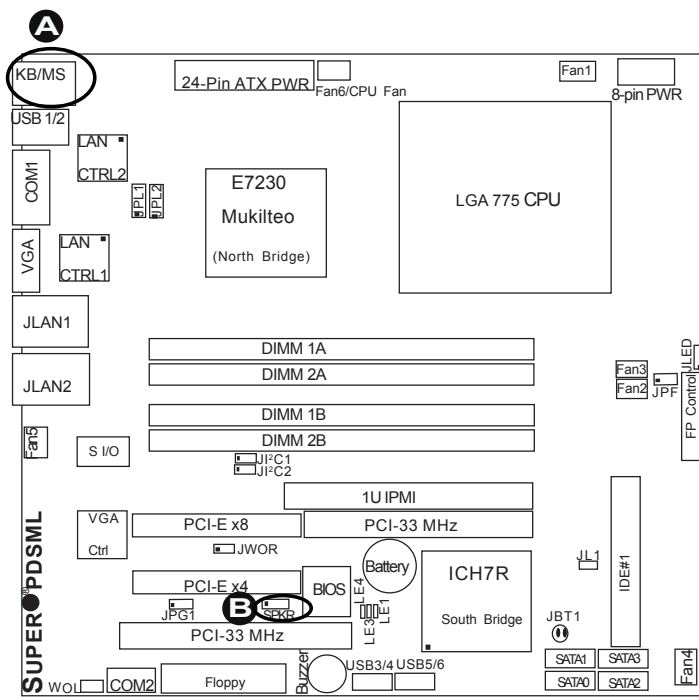 A
KB/MS
24-Pin ATX PWR
Fan6/CPU Fan
Fan1
8-pin PWR
USB 1/2
LAN
CTRL2
COM1
JPL1
JPL2
E7230
Mukilteo
(North Bridge)
LGA 775 CPU
VGA
LAN
CTRL1
JLAN1
DIMM 1A
JLAN2
DIMM 2A
Fan3
Fan2
JPF
JLED
FP Control
DIMM 1B
DIMM 2B
Fan5
S I/O
JI²C1
JI²C2
1U IPMI
VGA
Ctrl
PCI-E x8
PCI-33 MHz
JWOR
Battery
ICH7R
South Bridge
JL1
IDE#1
PCI-E x4
BIOS
B
SPKR
JPG1
LE4
LE3
LE1
PCI-33 MHz
JBT1
SUPER ® PDSML
SATA1
SATA3
SATA0
SATA2
Fan4
WOL
COM2
Floppy
Buzzer
USB3/4
USB5/6